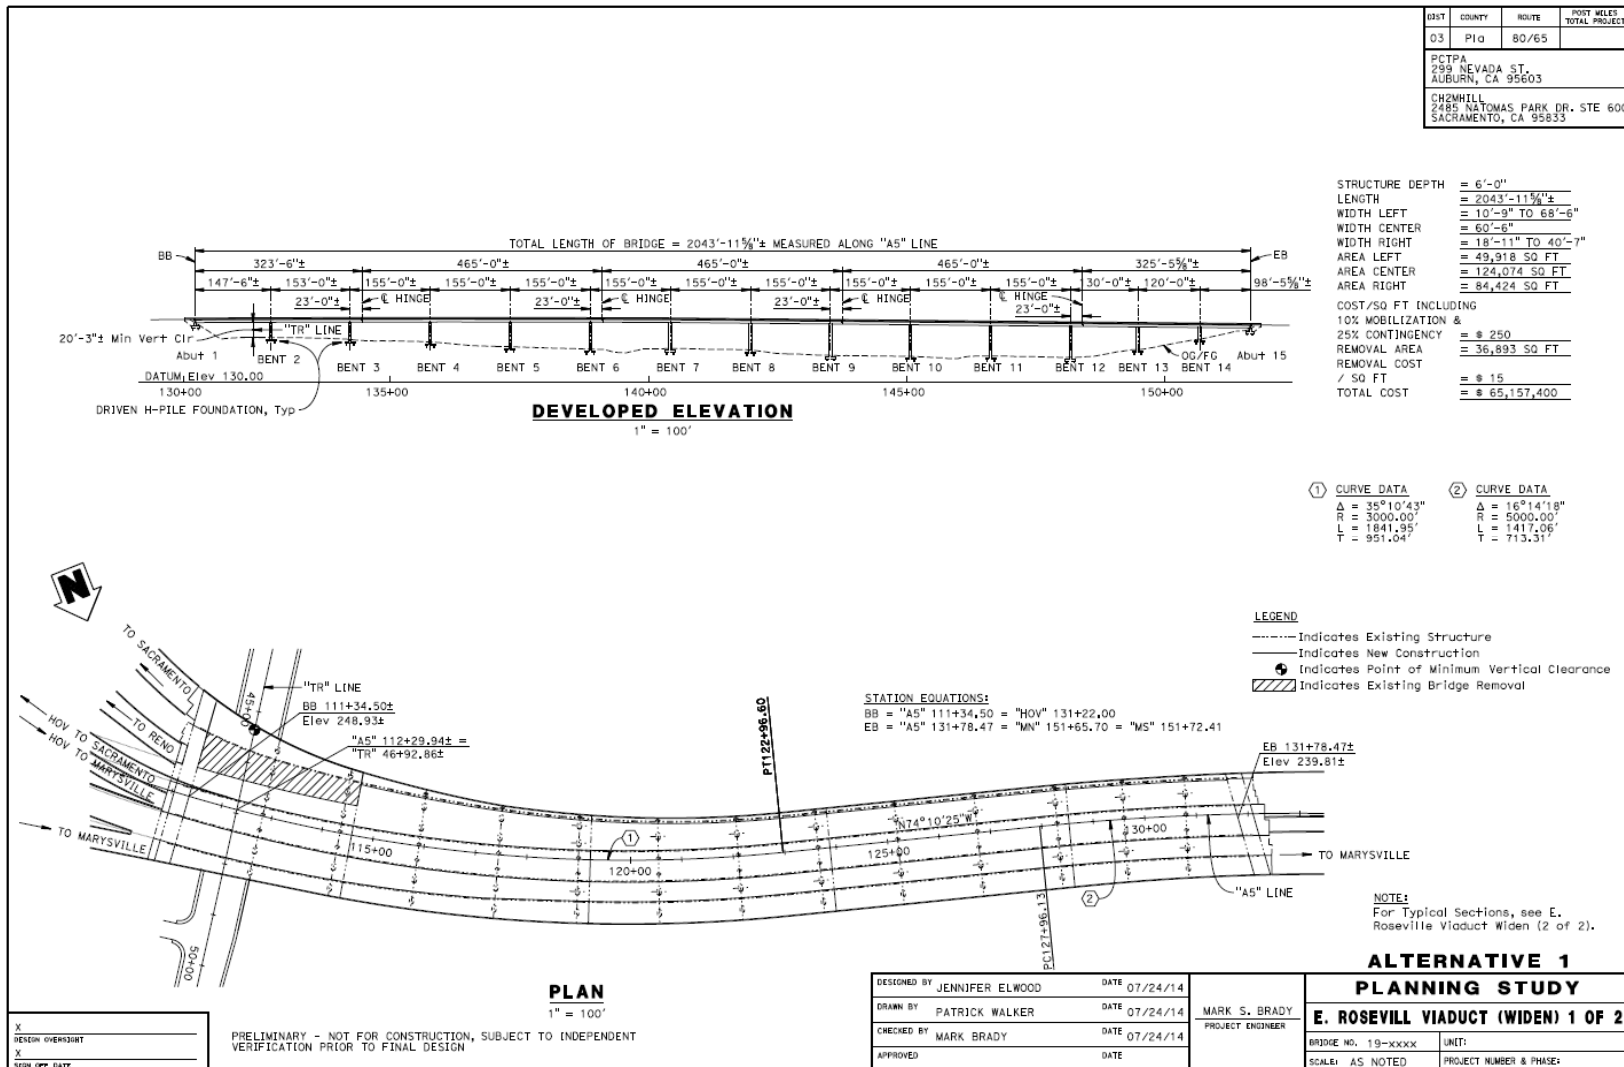 DIST COUNTY ROUTE POST MILES TOTAL PROJECT
03 Pla 80/65
PCTPA
299 NEVADA ST.
AUBURN, CA 95603
CH2MHILL
2485 NATOMAS PARK DR. STE 600
SACRAMENTO, CA 95833
STRUCTURE DEPTH = 6'-0"
LENGTH = 2043'-11⅝"±
WIDTH LEFT = 10'-9" TO 68'-6"
WIDTH CENTER = 60'-6"
WIDTH RIGHT = 18'-11" TO 40'-7"
AREA LEFT = 49,918 SQ FT
AREA CENTER = 124,074 SQ FT
AREA RIGHT = 84,424 SQ FT
COST/SQ FT INCLUDING
10% MOBILIZATION &
25% CONTINGENCY = $ 250
REMOVAL AREA = 36,893 SQ FT
REMOVAL COST
/ SQ FT = $ 15
TOTAL COST = $ 65,157,400
TOTAL LENGTH OF BRIDGE = 2043'-11⅝"± MEASURED ALONG "A5" LINE
BB
EB
323'-6"± 465'-0"± 465'-0"± 465'-0"± 325'-5⅝"±
147'-6"± 153'-0"± 155'-0"± 155'-0"± 155'-0"± 155'-0"± 155'-0"± 155'-0"± 155'-0"± 155'-0"± 155'-0"± 30'-0"± 120'-0"± 98'-5⅝"±
23'-0"± ℄ HINGE 23'-0"± ℄ HINGE 23'-0"± ℄ HINGE ℄ HINGE 23'-0"±
"TR" LINE
20'-3"± Min Vert Clr
Abut 1 BENT 2 BENT 3 BENT 4 BENT 5 BENT 6 BENT 7 BENT 8 BENT 9 BENT 10 BENT 11 BENT 12 BENT 13 BENT 14 Abut 15
OG/FG
DATUM Elev 130.00
130+00 135+00 140+00 145+00 150+00
DRIVEN H-PILE FOUNDATION, Typ
DEVELOPED ELEVATION
1" = 100'
1 CURVE DATA
Δ = 35°10'43"
R = 3000.00'
L = 1841.95'
T = 951.04'
2 CURVE DATA
Δ = 16°14'18"
R = 5000.00'
L = 1417.06'
T = 713.31'
N
LEGEND
Indicates Existing Structure
Indicates New Construction
Indicates Point of Minimum Vertical Clearance
Indicates Existing Bridge Removal
TO SACRAMENTO
TO RENO
HOV TO SACRAMENTO
HOV TO MARYSVILLE
TO MARYSVILLE
45+00
"TR" LINE
BB 111+34.50±
Elev 248.93±
"A5" 112+29.94± =
"TR" 46+92.86±
PT122+96.60
STATION EQUATIONS:
BB = "A5" 111+34.50 = "HOV" 131+22.00
EB = "A5" 131+78.47 = "MN" 151+65.70 = "MS" 151+72.41
EB 131+78.47±
Elev 239.81±
115+00
1
120+00
125+00
N74°10'25"W
130+00
2
PC127+96.13
"A5" LINE
TO MARYSVILLE
50+00
NOTE:
For Typical Sections, see E.
Roseville Viaduct Widen (2 of 2).
PLAN
1" = 100'
PRELIMINARY - NOT FOR CONSTRUCTION, SUBJECT TO INDEPENDENT
VERIFICATION PRIOR TO FINAL DESIGN
X
DESIGN OVERSIGHT
X
SIGN OFF DATE
DESIGNED BY JENNIFER ELWOOD DATE 07/24/14
DRAWN BY PATRICK WALKER DATE 07/24/14
CHECKED BY MARK BRADY DATE 07/24/14
APPROVED DATE
MARK S. BRADY
PROJECT ENGINEER
ALTERNATIVE 1
PLANNING STUDY
E. ROSEVILL VIADUCT (WIDEN) 1 OF 2
BRIDGE NO. 19-xxxx UNIT:
SCALE: AS NOTED PROJECT NUMBER & PHASE: